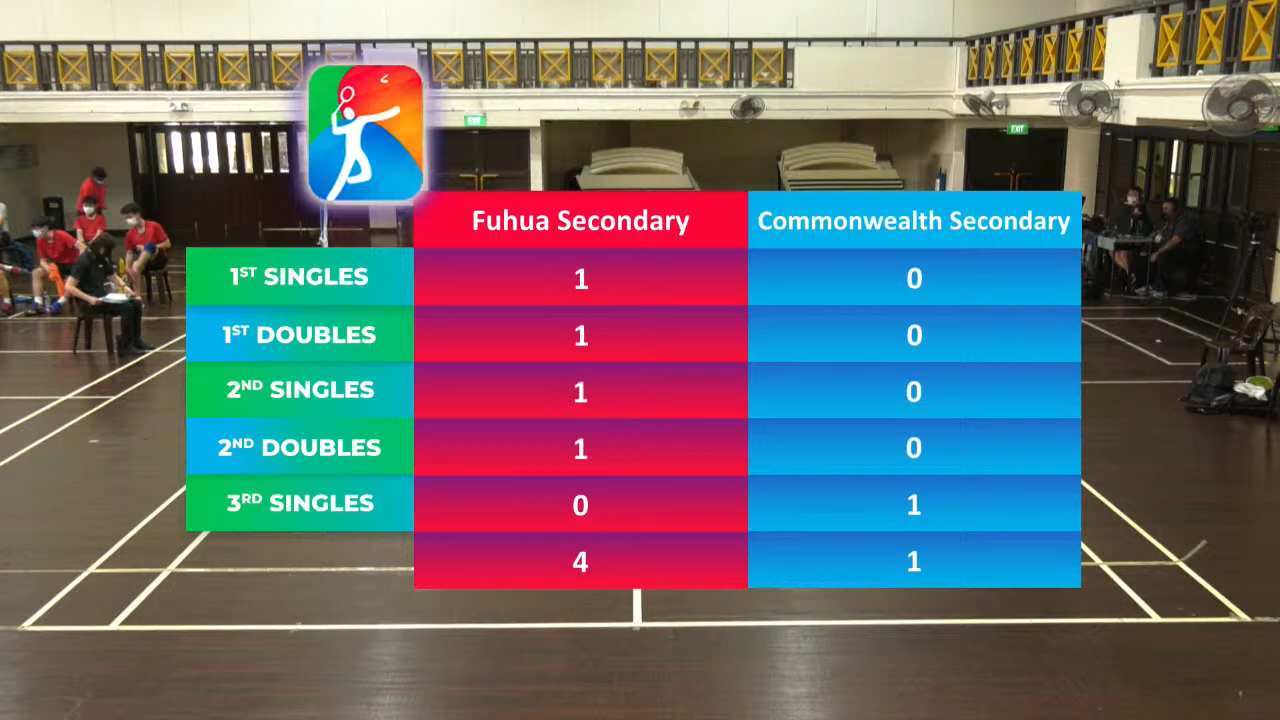 EXIT
Fuhua Secondary Commonwealth Secondary
1ST SINGLES 1 0
1ST DOUBLES 1 0
2ND SINGLES 1 0
2ND DOUBLES 1 0
3RD SINGLES 0 1
4 1